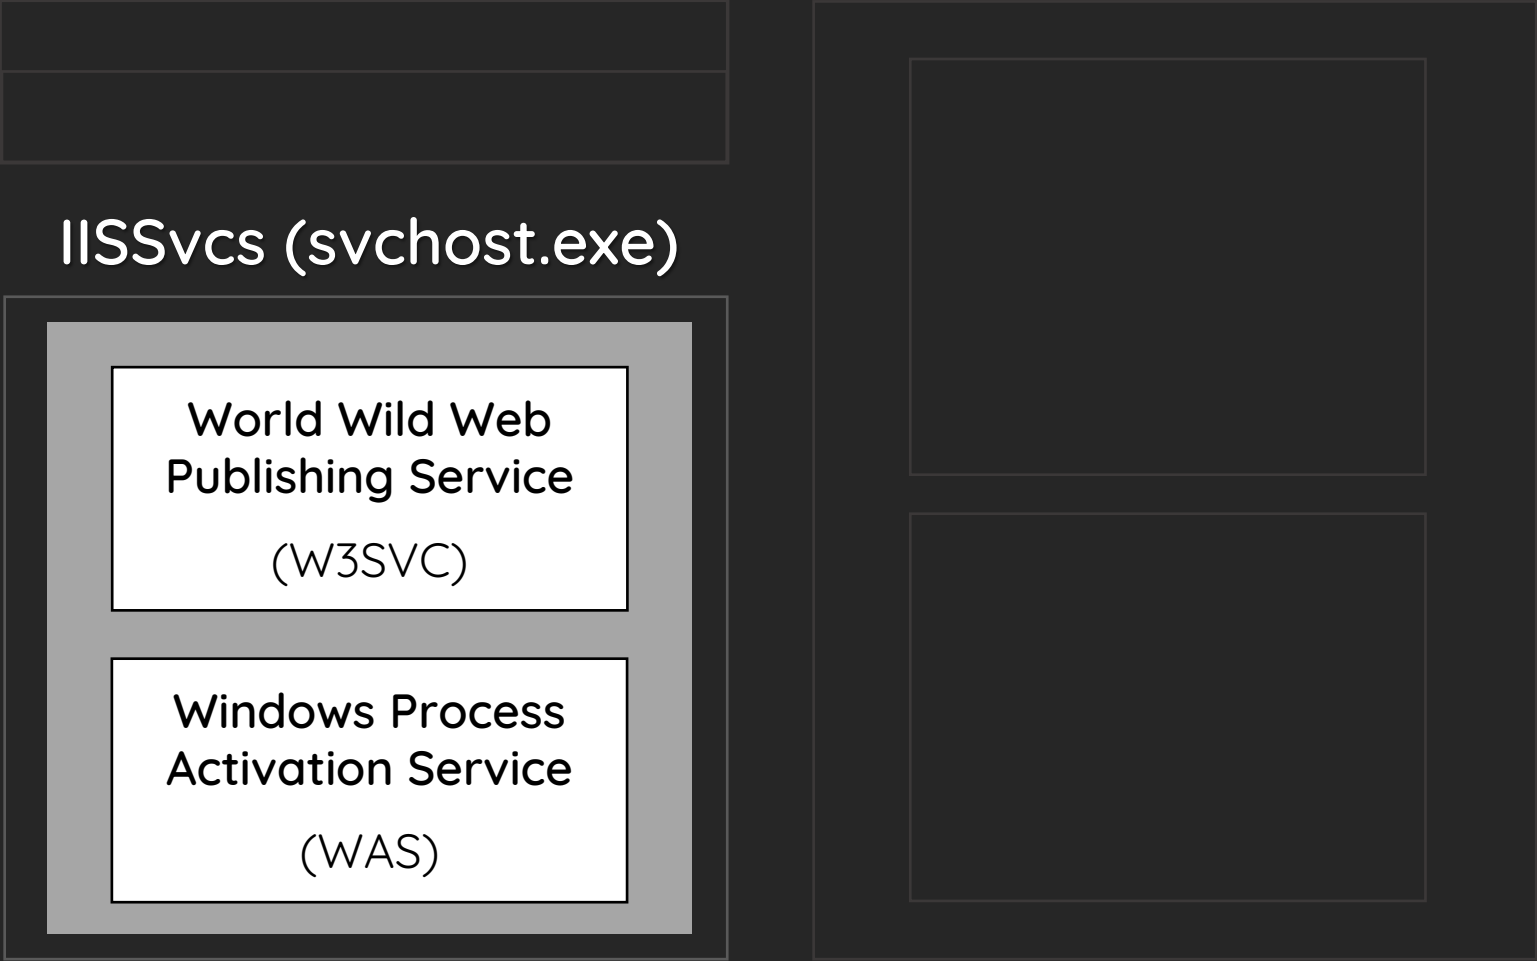 IISSvcs (svchost.exe)
World Wild Web
Publishing Service
(W3SVC)
Windows Process
Activation Service
(WAS)